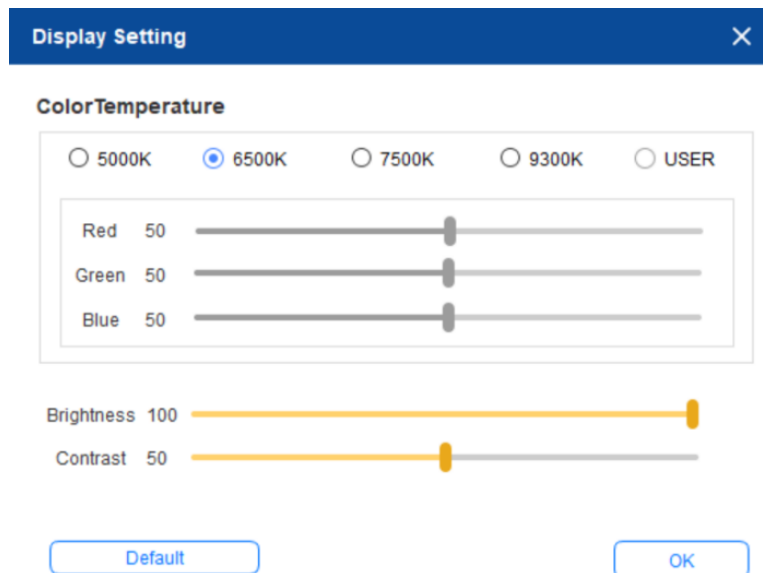 Display Setting
ColorTemperature
5000K 6500K 7500K 9300K USER
Red 50
Green 50
Blue 50
Brightness 100
Contrast 50
Default OK